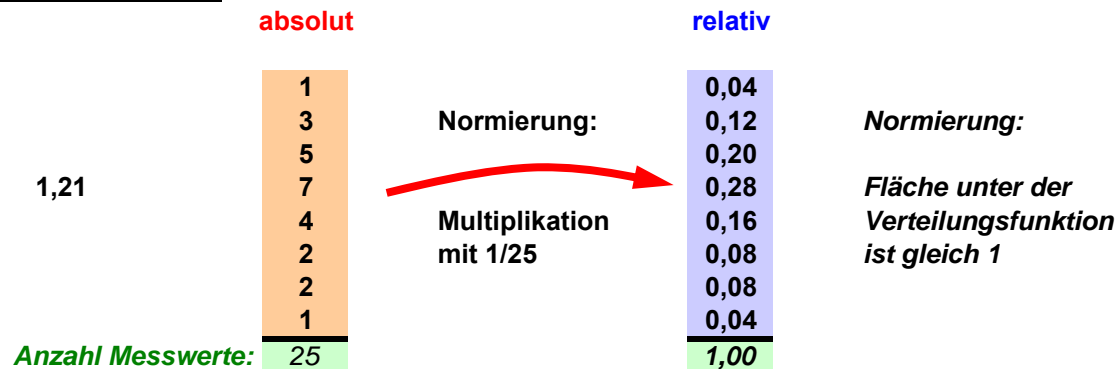 absolut relativ
1 0,04
3 Normierung: 0,12 Normierung:
5 0,20
1,21 7 0,28 Fläche unter der
4 Multiplikation 0,16 Verteilungsfunktion
2 mit 1/25 0,08 ist gleich 1
2 0,08
1 0,04
Anzahl Messwerte: 25 1,00